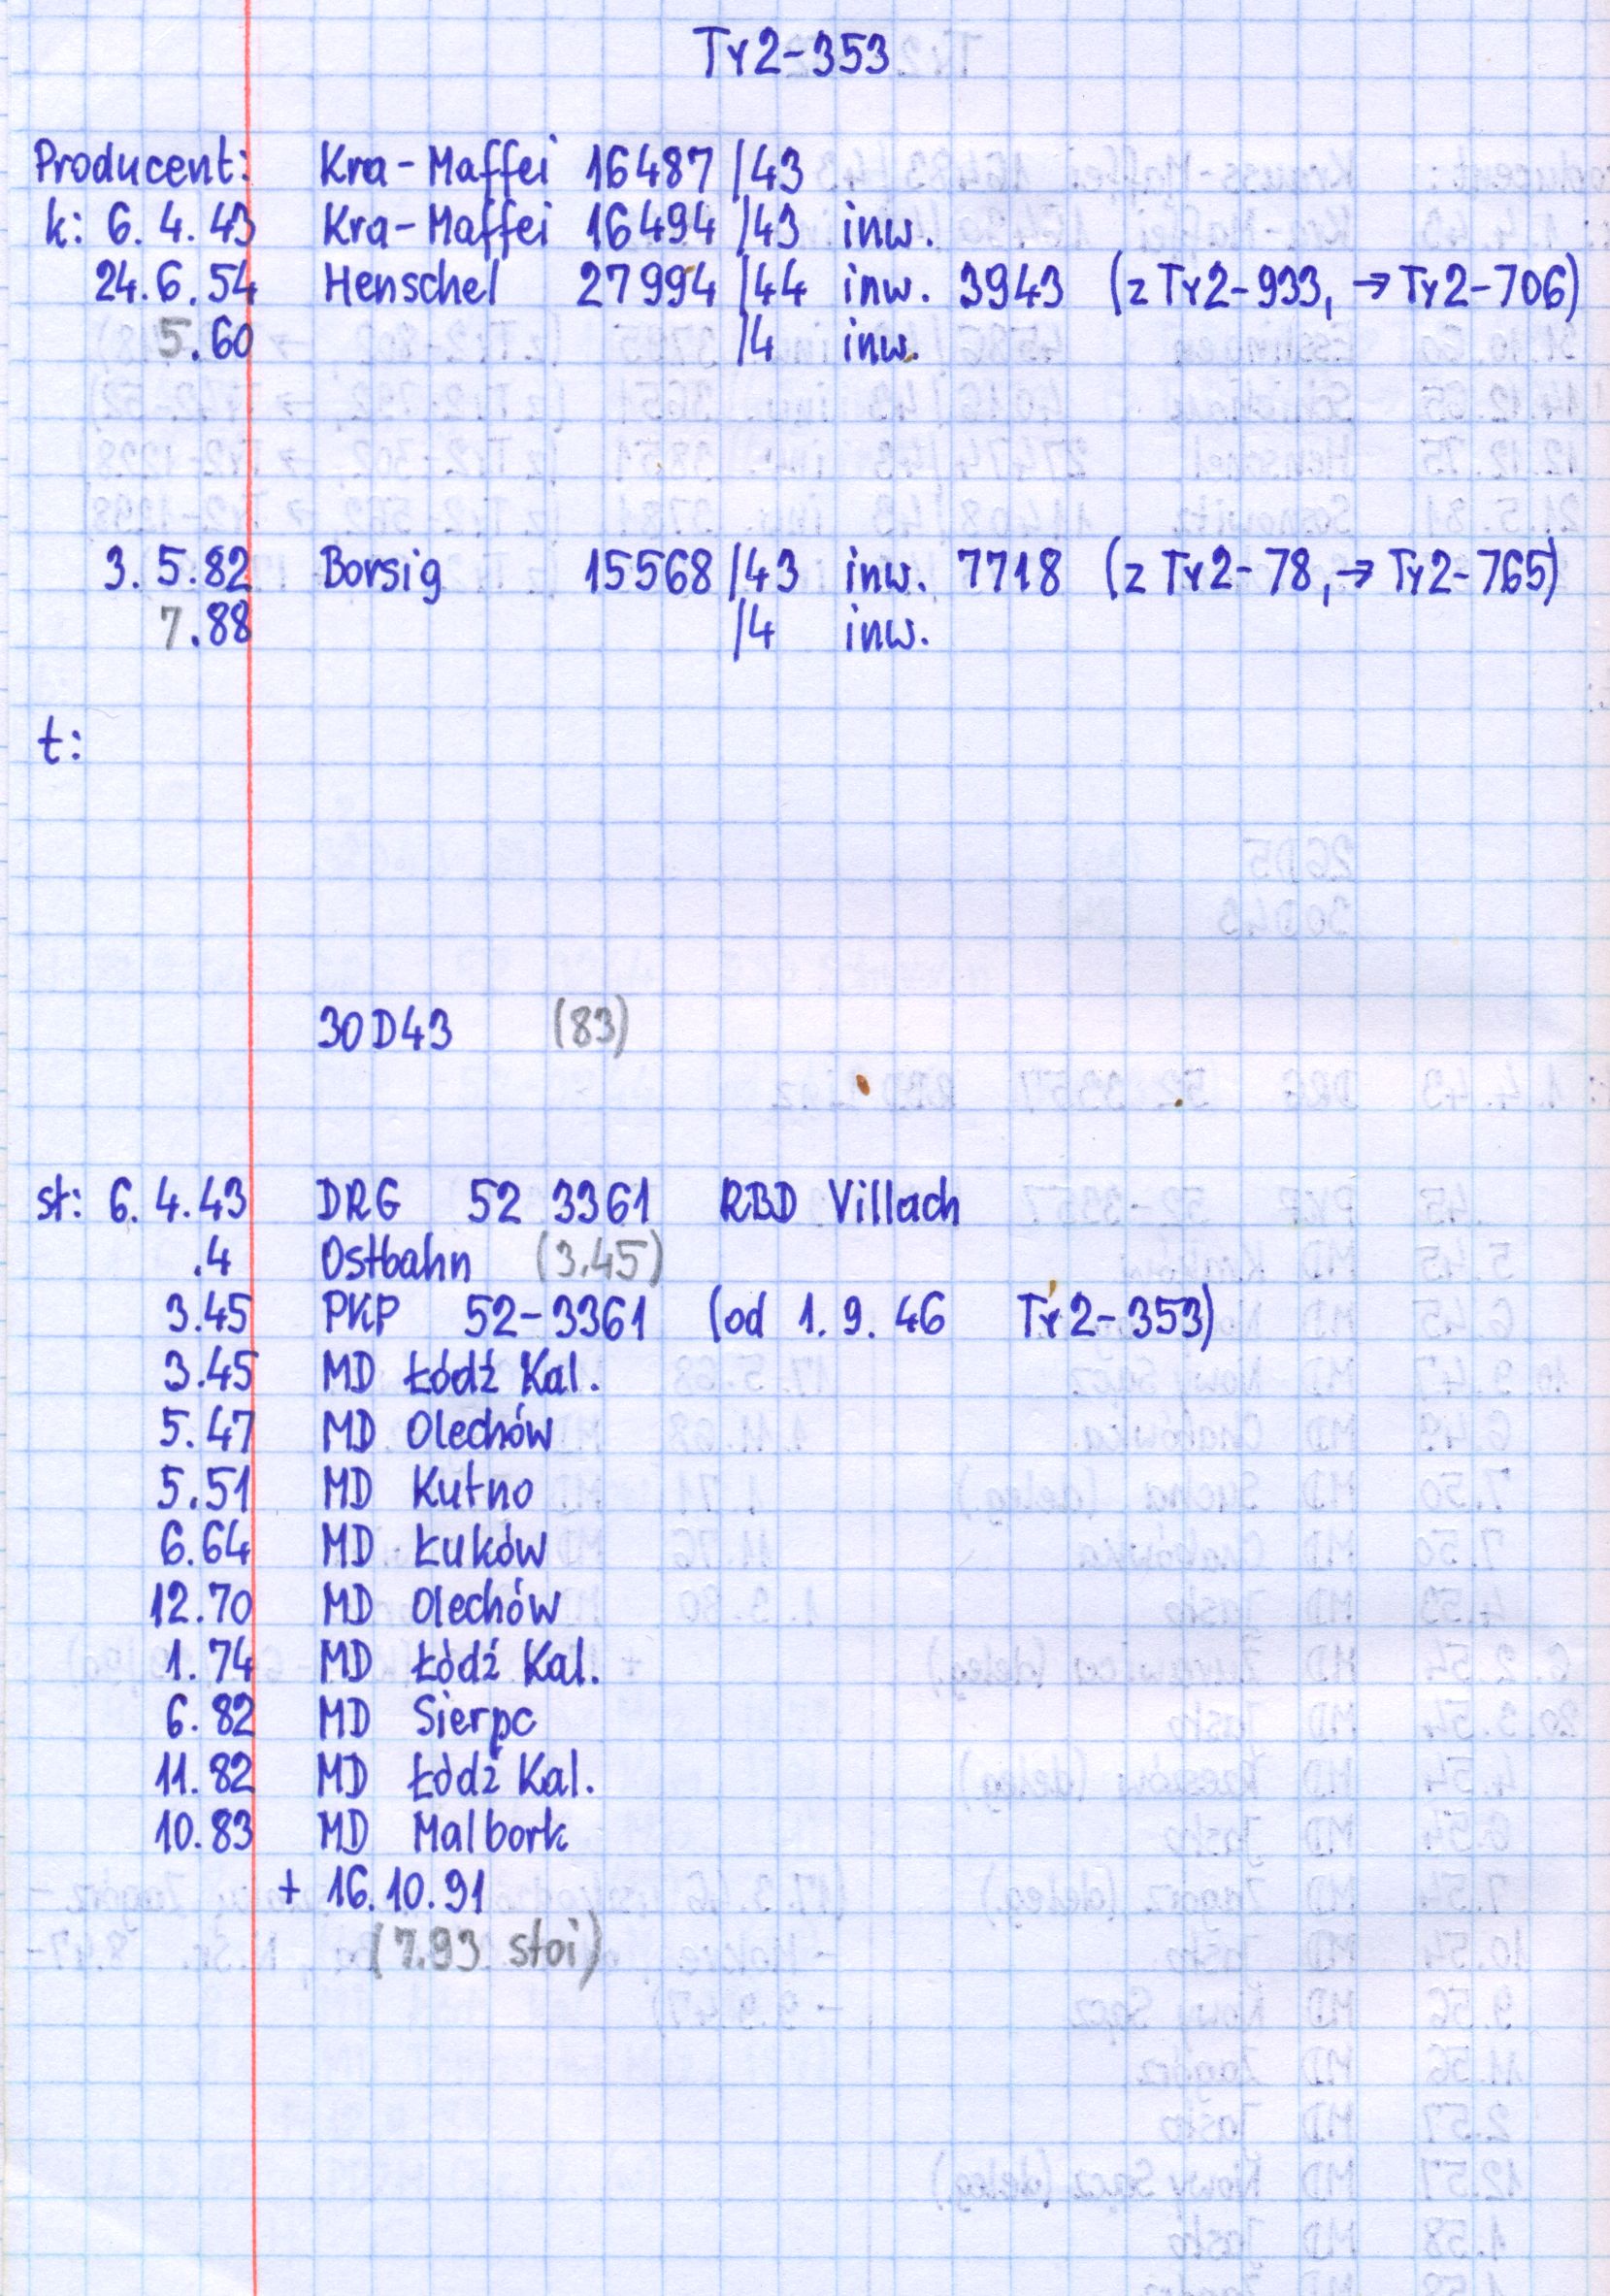 Ty2-353
Producent: Kra-Maffei 16487/43
k: 6.4.43 Kra-Maffei 16494/43 inw.
24.6.54 Henschel 27994/44 inw. 3943 (z Ty2-933, → Ty2-706)
5.60 /4 inw.
3.5.82 Borsig 15568/43 inw. 7718 (z Ty2-78, → Ty2-765)
7.88 /4 inw.
t:
30D43 (83)
st: 6.4.43 DRG 52 3361 RBD Villach
.4 Ostbahn (3.45)
3.45 PKP 52-3361 (od 1.9.46 Ty2-353)
3.45 MD Łódź Kal.
5.47 MD Olechów
5.51 MD Kutno
6.64 MD Łuków
12.70 MD Olechów
1.74 MD Łódź Kal.
6.82 MD Sierpc
11.82 MD Łódź Kal.
10.83 MD Malbork
+ 16.10.91
(7.93 stoi)